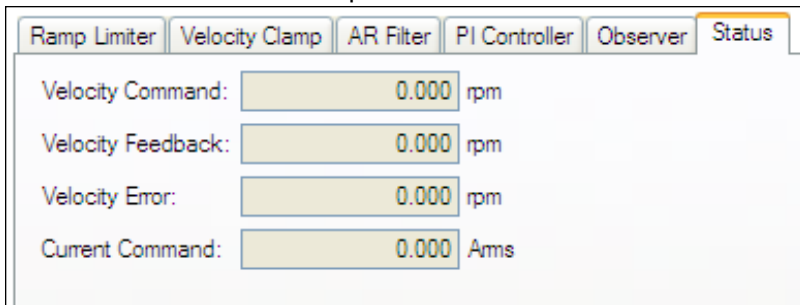 Ramp Limiter Velocity Clamp AR Filter PI Controller Observer Status
Velocity Command: 0.000 rpm
Velocity Feedback: 0.000 rpm
Velocity Error: 0.000 rpm
Current Command: 0.000 Arms